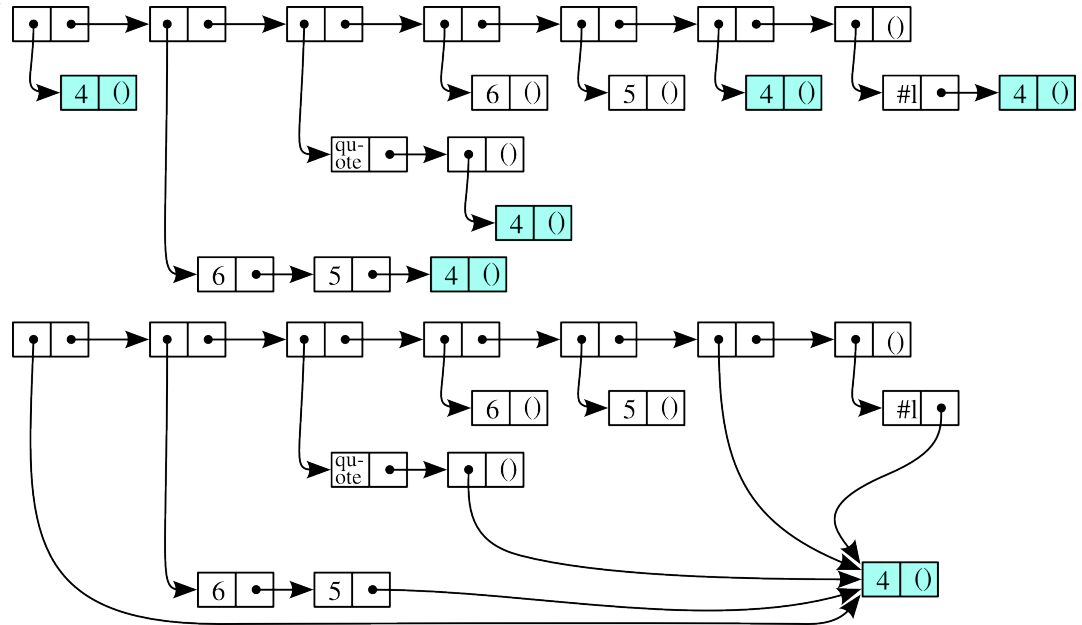 ()
4 () 6 () 5 () 4 () #l 4 ()
qu-
ote ()
4 ()
6 5 4 ()
()
6 () 5 () #l
qu-
ote ()
6 5 4 ()